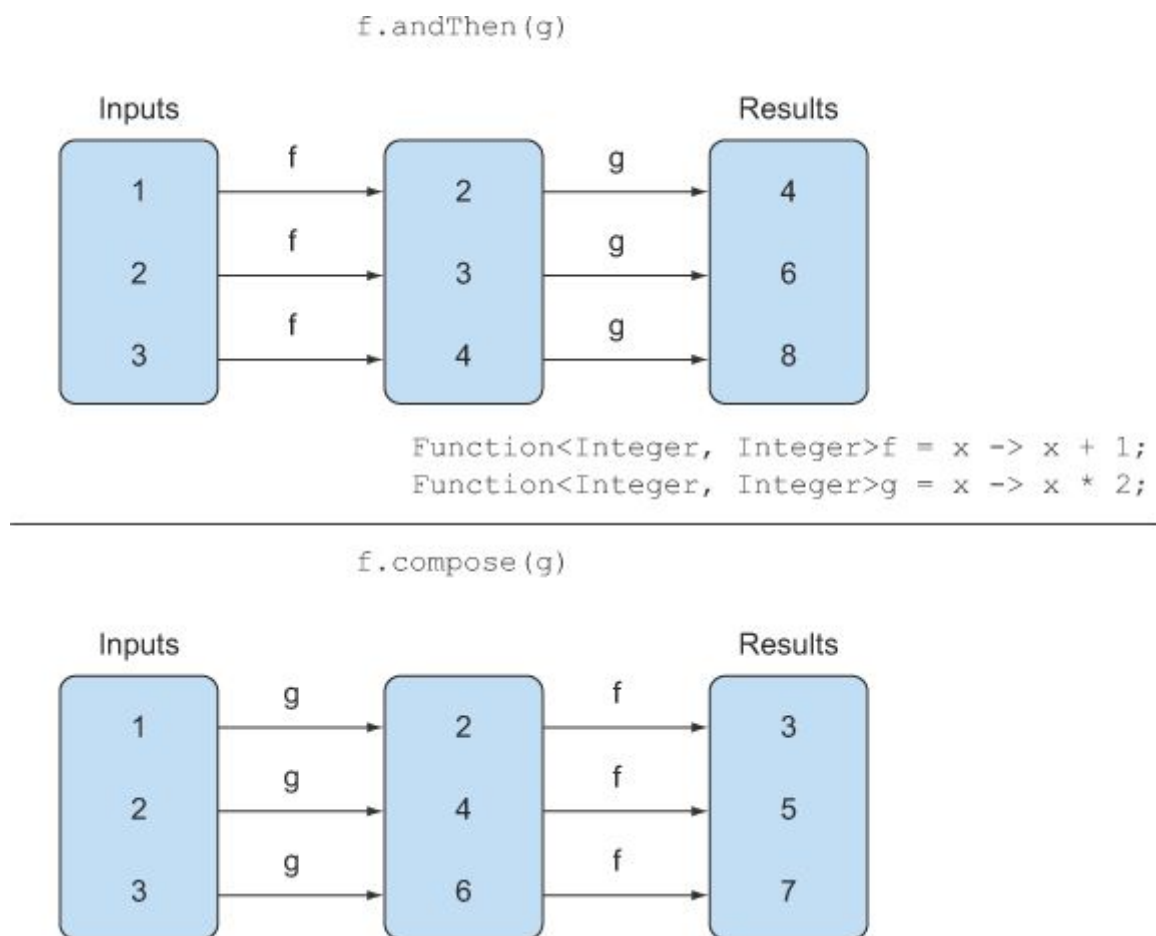 f.andThen(g)
Inputs
Results
f
g
1
2
4
f
g
2
3
6
f
g
3
4
8
Function<Integer, Integer>f = x -> x + 1;
Function<Integer, Integer>g = x -> x * 2;
f.compose(g)
Inputs
Results
g
f
1
2
3
g
f
2
4
5
g
f
3
6
7